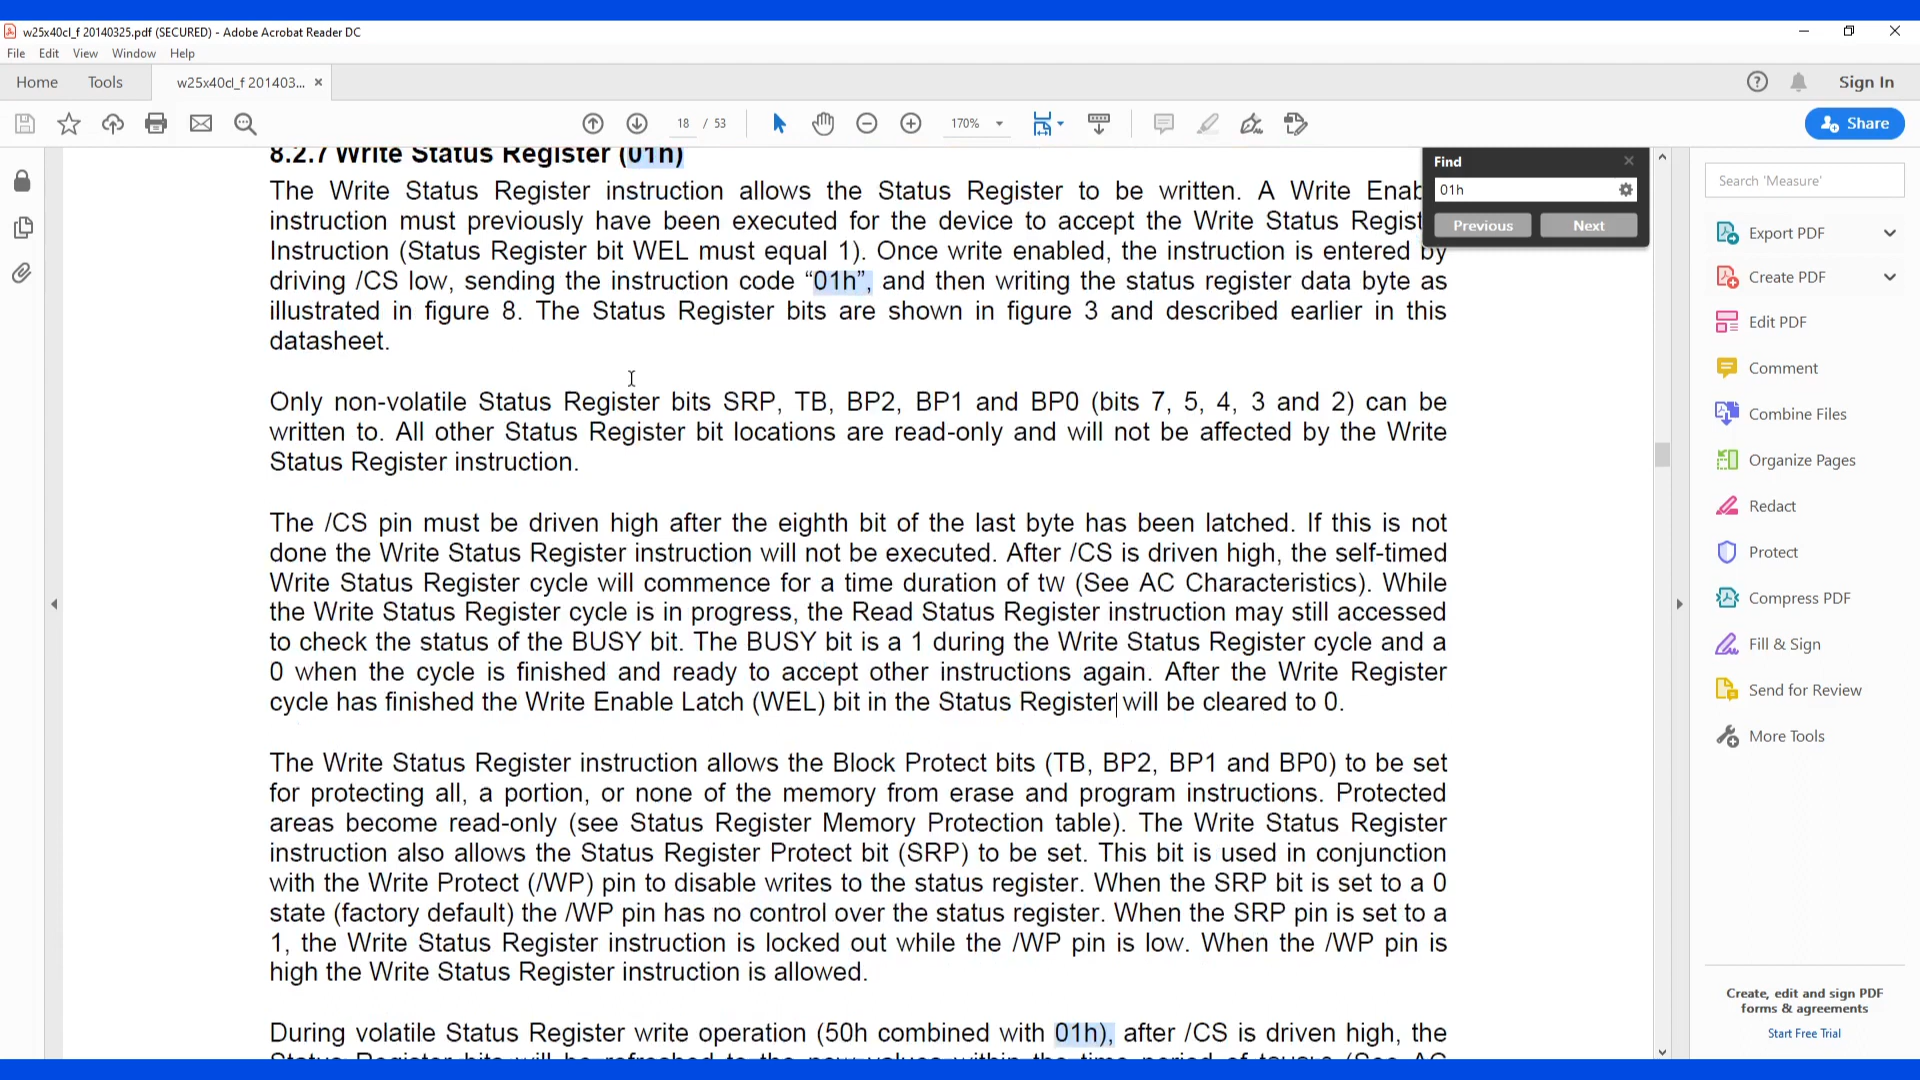 w25x40cl_f 20140325.pdf (SECURED) - Adobe Acrobat Reader DC
File Edit View Window Help
Home Tools w25x40cl_f 201403... × Sign In
18 / 53 170% Share
8.2.7 Write Status Register (01h)
The Write Status Register instruction allows the Status Register to be written. A Write Enab
instruction must previously have been executed for the device to accept the Write Status Regist
Instruction (Status Register bit WEL must equal 1). Once write enabled, the instruction is entered by
driving /CS low, sending the instruction code “01h”, and then writing the status register data byte as
illustrated in figure 8. The Status Register bits are shown in figure 3 and described earlier in this
datasheet.
Only non-volatile Status Register bits SRP, TB, BP2, BP1 and BP0 (bits 7, 5, 4, 3 and 2) can be
written to. All other Status Register bit locations are read-only and will not be affected by the Write
Status Register instruction.
The /CS pin must be driven high after the eighth bit of the last byte has been latched. If this is not
done the Write Status Register instruction will not be executed. After /CS is driven high, the self-timed
Write Status Register cycle will commence for a time duration of tW (See AC Characteristics). While
the Write Status Register cycle is in progress, the Read Status Register instruction may still accessed
to check the status of the BUSY bit. The BUSY bit is a 1 during the Write Status Register cycle and a
0 when the cycle is finished and ready to accept other instructions again. After the Write Register
cycle has finished the Write Enable Latch (WEL) bit in the Status Register will be cleared to 0.
The Write Status Register instruction allows the Block Protect bits (TB, BP2, BP1 and BP0) to be set
for protecting all, a portion, or none of the memory from erase and program instructions. Protected
areas become read-only (see Status Register Memory Protection table). The Write Status Register
instruction also allows the Status Register Protect bit (SRP) to be set. This bit is used in conjunction
with the Write Protect (/WP) pin to disable writes to the status register. When the SRP bit is set to a 0
state (factory default) the /WP pin has no control over the status register. When the SRP pin is set to a
1, the Write Status Register instruction is locked out while the /WP pin is low. When the /WP pin is
high the Write Status Register instruction is allowed.
During volatile Status Register write operation (50h combined with 01h), after /CS is driven high, the
Status Register bits will be refreshed to the new values within the time period of (See AC
Find
01h
Previous Next
Search 'Measure'
Export PDF
Create PDF
Edit PDF
Comment
Combine Files
Organize Pages
Redact
Protect
Compress PDF
Fill & Sign
Send for Review
More Tools
Create, edit and sign PDF
forms & agreements
Start Free Trial